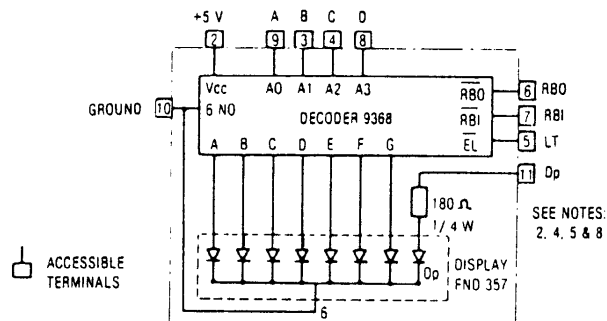 +5 V A B C D
2 9 3 4 8
Vcc A0 A1 A2 A3 RBO 6 RBO
GROUND 10 6 NO DECODER 9368 RBI 7 RBI
EL 5 LT
A B C D E F G
11 Dp
180 Ω
1/4 W
SEE NOTES:
2, 4, 5 & 8
Dp DISPLAY
FND 357
ACCESSIBLE
TERMINALS
6